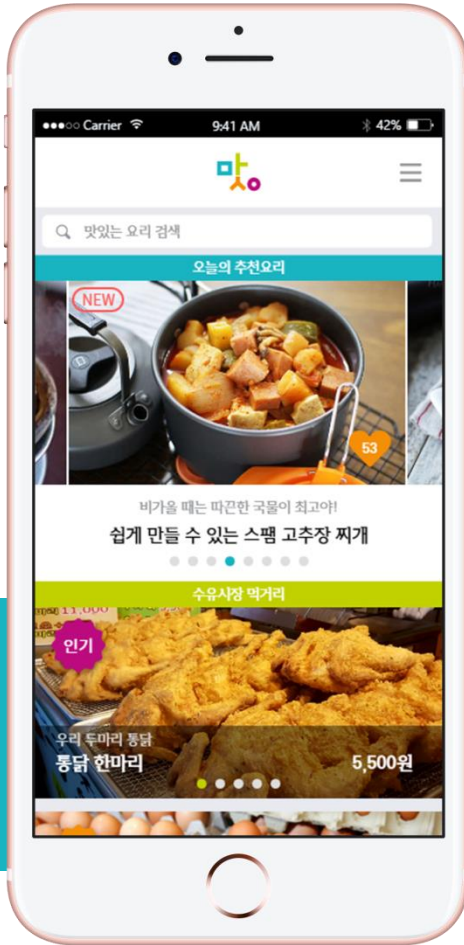 ●●●○○ Carrier 9:41 AM 42%
맛
맛있는 요리 검색
오늘의 추천요리
NEW
53
비가올 때는 따끈한 국물이 최고야!
쉽게 만들 수 있는 스팸 고추장 찌개
수유시장 먹거리
11,000
인기
우리 두마리 통닭
통닭 한마리 5,500원